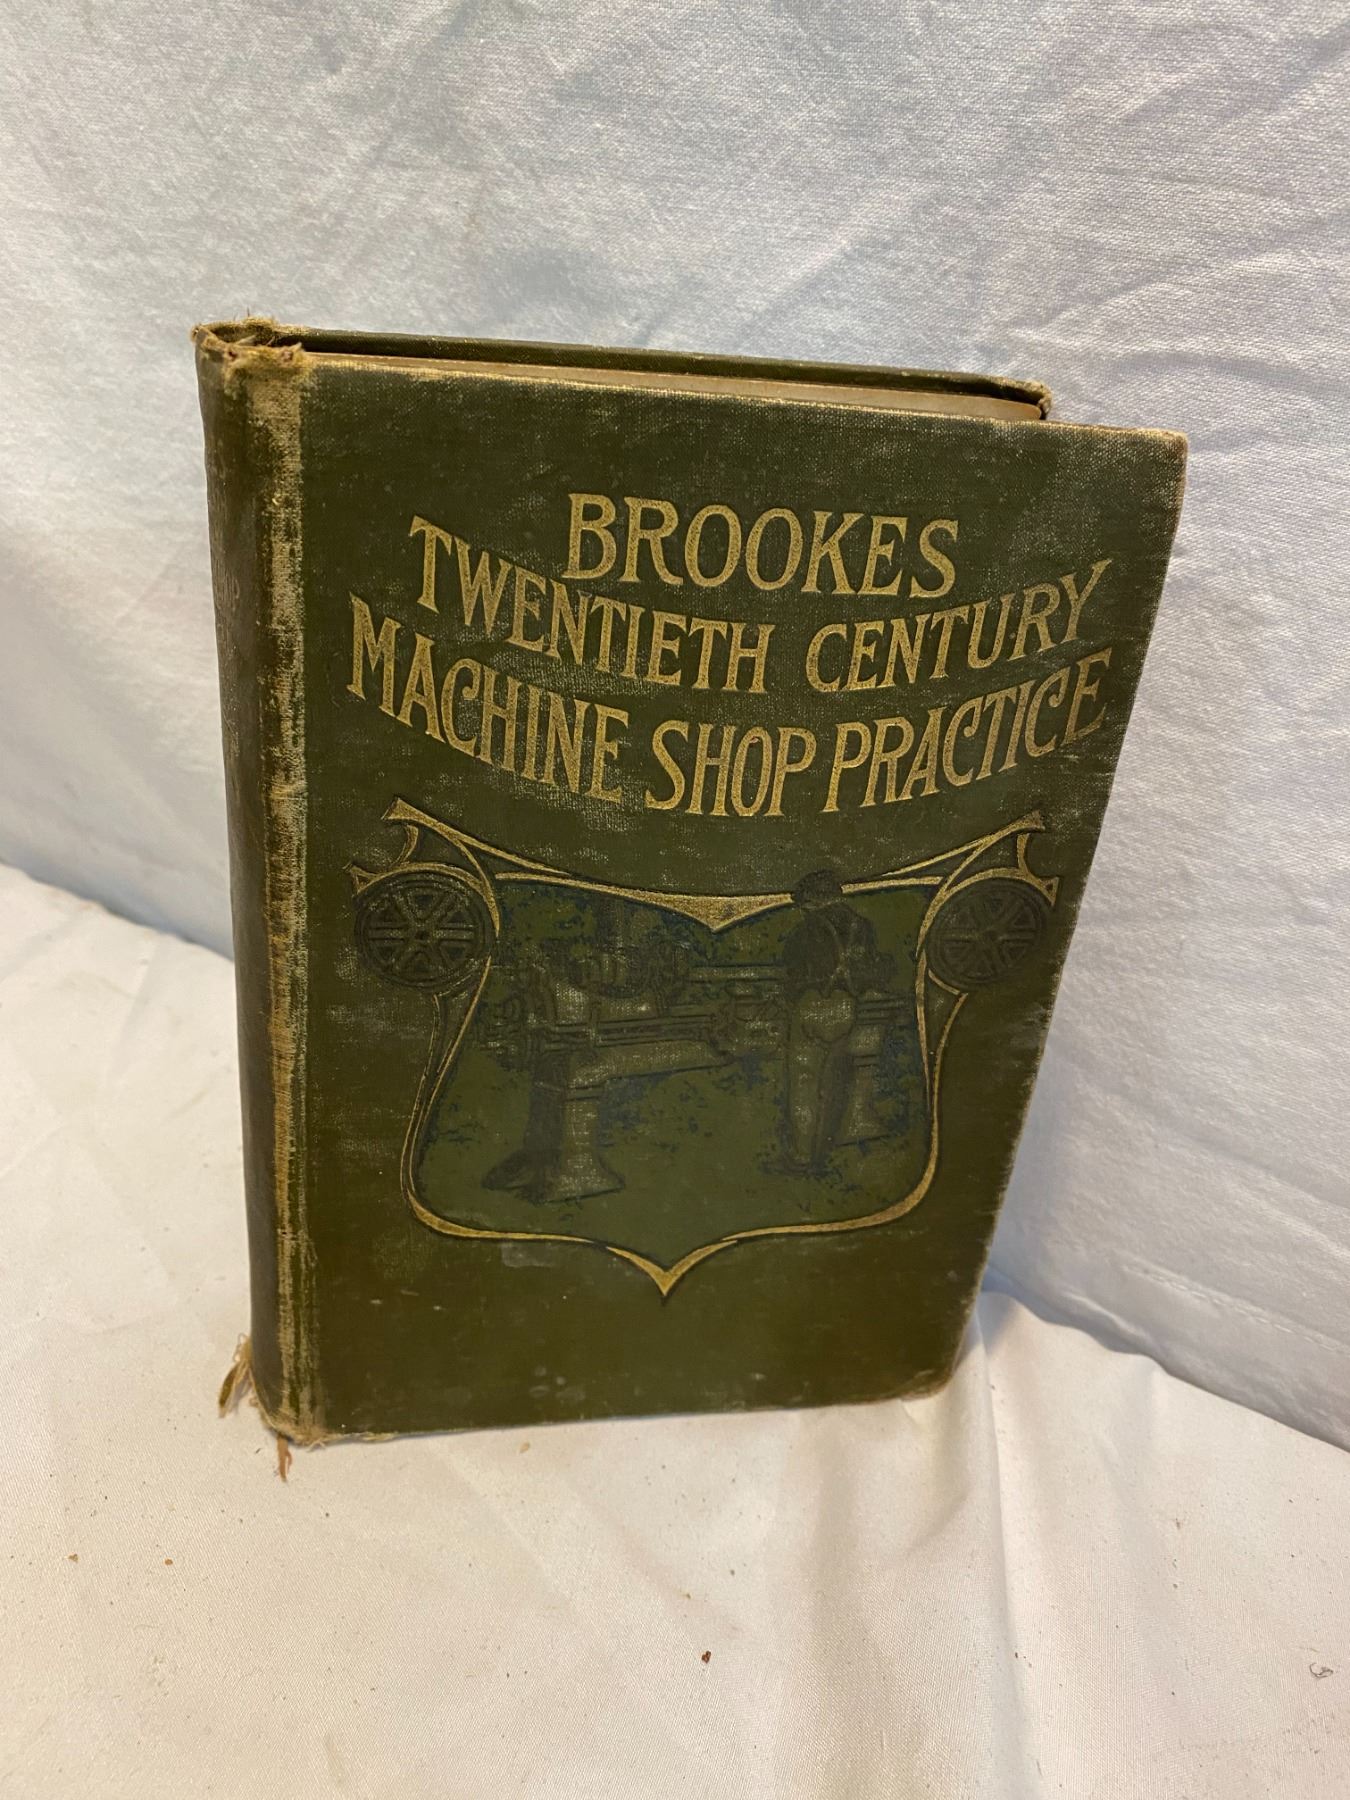 BROOKES
TWENTIETH CENTURY
MACHINE SHOP PRACTICE